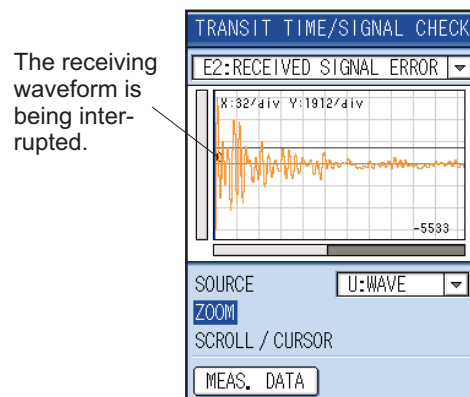 The receiving
waveform is
being inter-
rupted.
TRANSIT TIME/SIGNAL CHECK
E2:RECEIVED SIGNAL ERROR
X:32/div Y:1912/div
-5533
SOURCE U:WAVE
ZOOM
SCROLL / CURSOR
MEAS. DATA